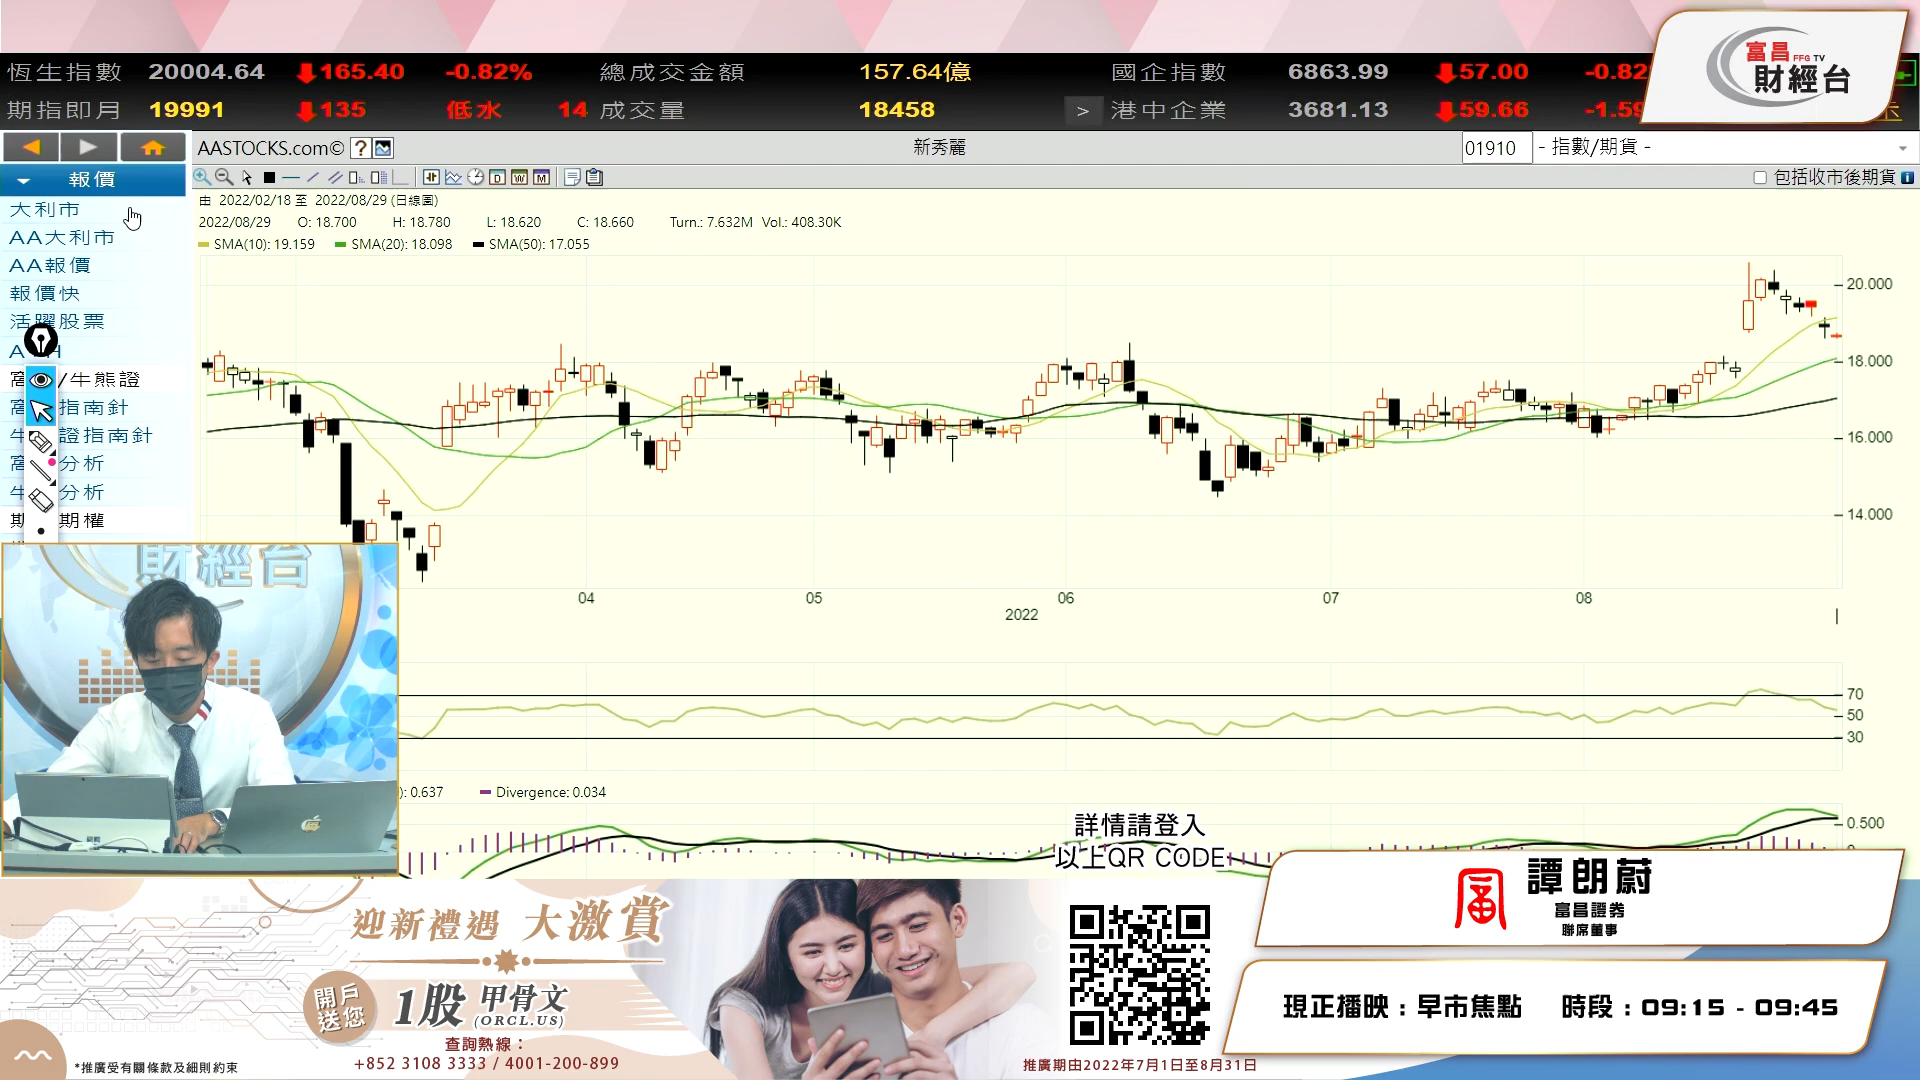 恆生指數 20004.64 165.40 -0.82% 總成交金額 157.64億 國企指數 6863.99 57.00 -0.82
期指即月 19991 135 低水 14 成交量 18458 > 港中企業 3681.13 59.66 -1.59
富昌 FFG TV
財經台
AASTOCKS.com© ? 新秀麗 01910 - 指數/期貨 -
報價
包括收市後期貨
大利市
AA大利市
AA報價
報價快
活躍股票
/牛熊證
指南針
證指南針
分析
分析
期權
由 2022/02/18 至 2022/08/29 (日線圖)
2022/08/29 O: 18.700 H: 18.780 L: 18.620 C: 18.660 Turn.: 7.632M Vol.: 408.30K
SMA(10): 19.159 SMA(20): 18.098 SMA(50): 17.055
20.000
18.000
16.000
14.000
04 05 06 07 08
2022
70
50
30
): 0.637 Divergence: 0.034
0.500
0
財經台
詳情請登入
以上QR CODE
迎新禮遇 大激賞
開戶
送您
1股 甲骨文
(ORCL.US)
查詢熱線：
+852 3108 3333 / 4001-200-899
*推廣受有關條款及細則約束
推廣期由2022年7月1日至8月31日
譚朗蔚
富昌證券
聯席董事
現正播映：早市焦點 時段：09:15 - 09:45